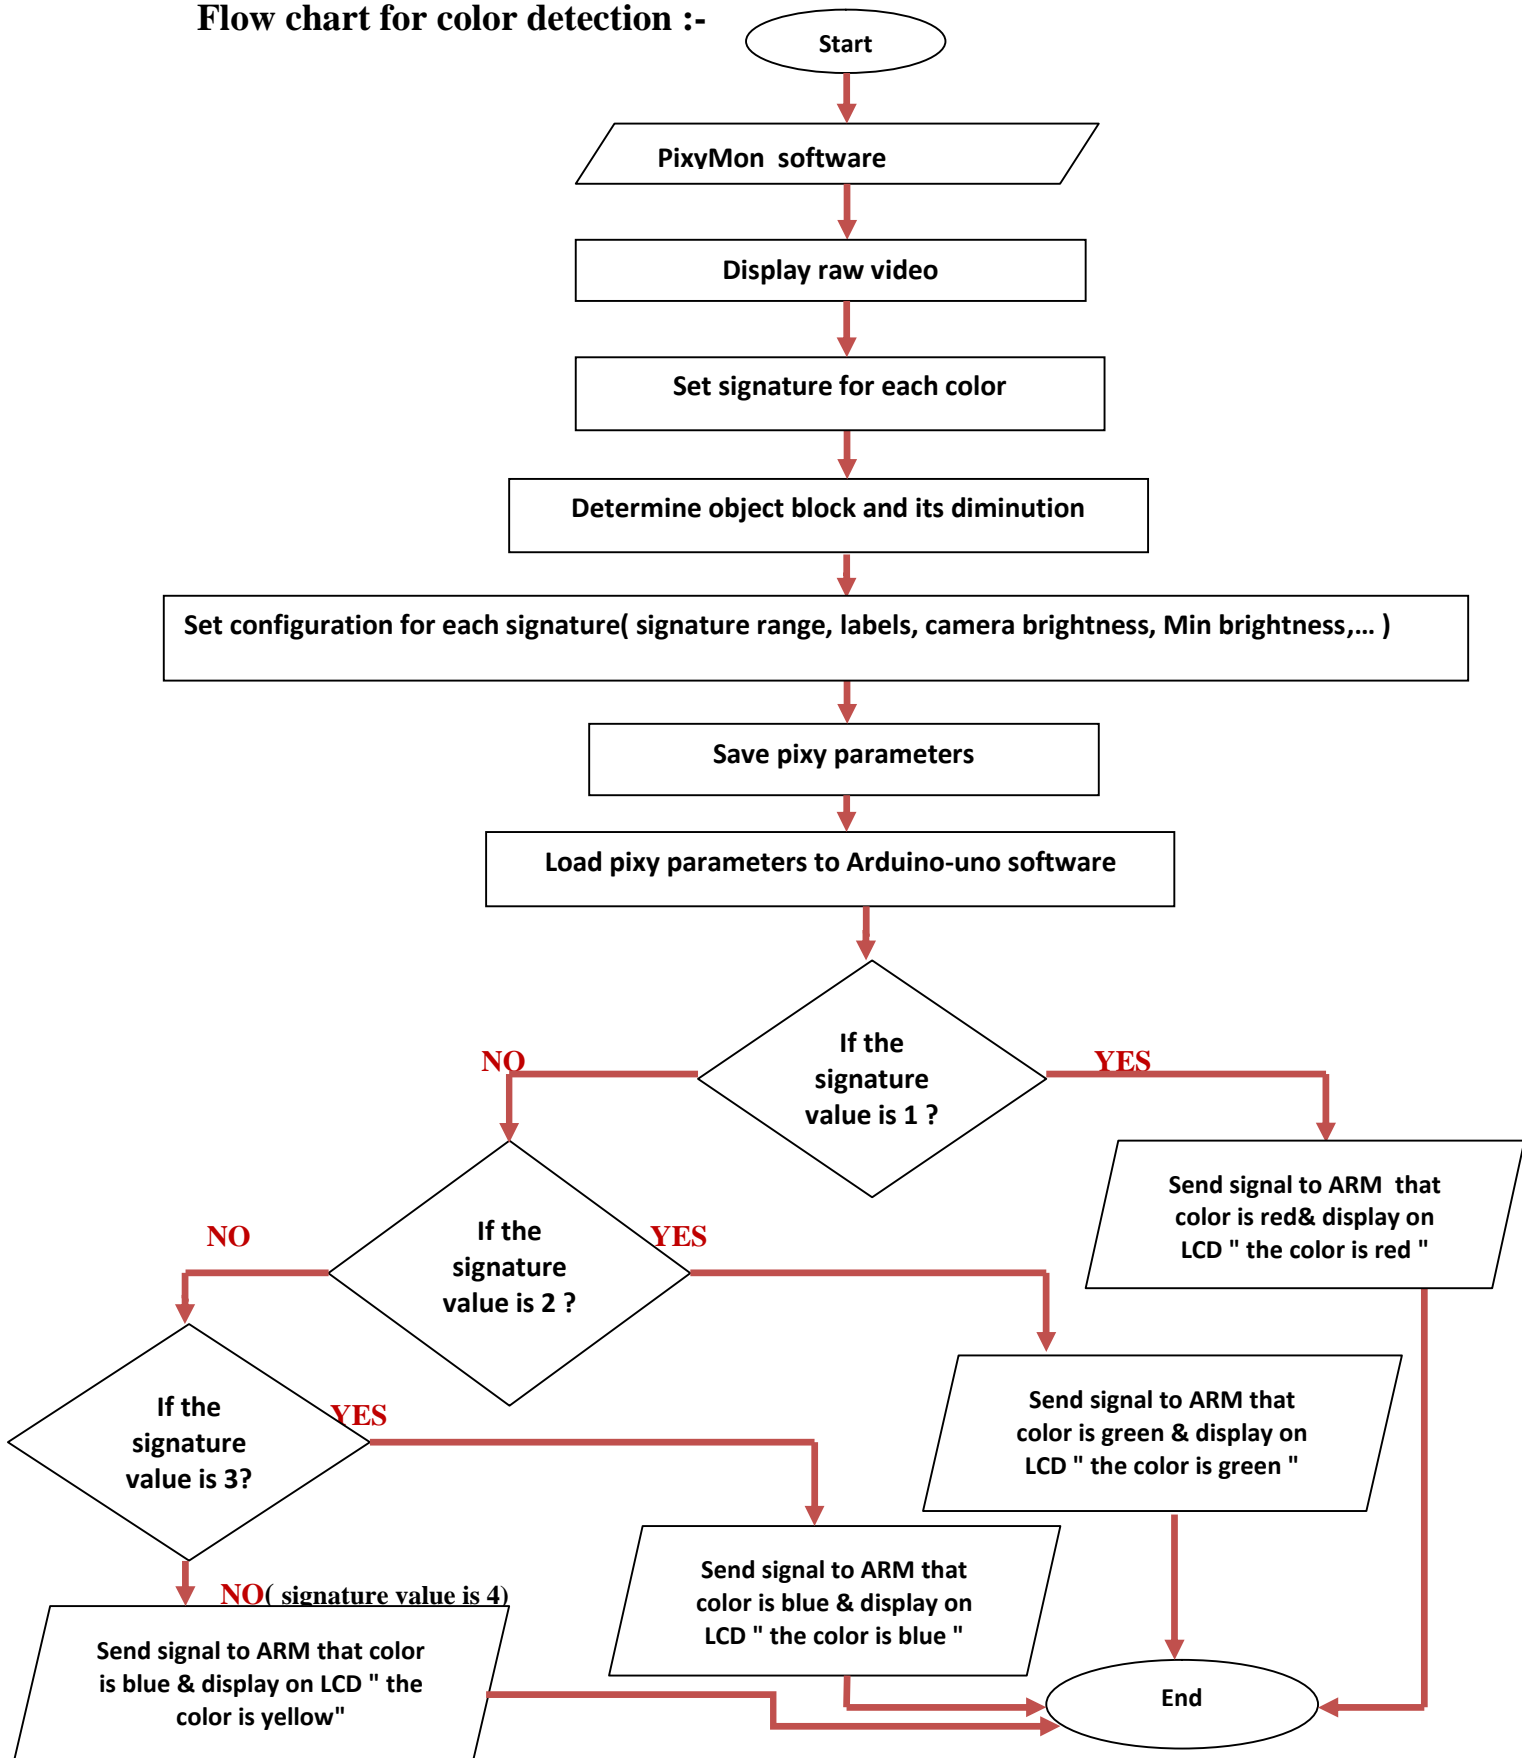 Flow chart for color detection :-
Start
PixyMon software
Display raw video
Set signature for each color
Determine object block and its diminution
Set configuration for each signature( signature range, labels, camera brightness, Min brightness,... )
Save pixy parameters
Load pixy parameters to Arduino-uno software
If the
signature
value is 1 ?
NO
YES
Send signal to ARM that
color is red& display on
LCD " the color is red "
If the
signature
value is 2 ?
NO
YES
Send signal to ARM that
color is green & display on
LCD " the color is green "
If the
signature
value is 3?
YES
Send signal to ARM that
color is blue & display on
LCD " the color is blue "
NO( signature value is 4)
Send signal to ARM that color
is blue & display on LCD " the
color is yellow"
End